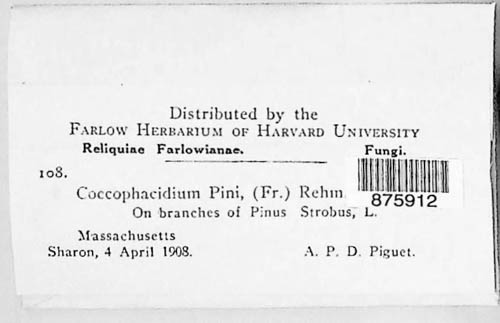 Distributed by the
FARLOW HERBARIUM OF HARVARD UNIVERSITY
Reliquiae Farlowianae. Fungi.
108.
Coccophacidium Pini, (Fr.) Rehm.
875912
On branches of Pinus Strobus, L.
Massachusetts
Sharon, 4 April 1908. A. P. D. Piguet.